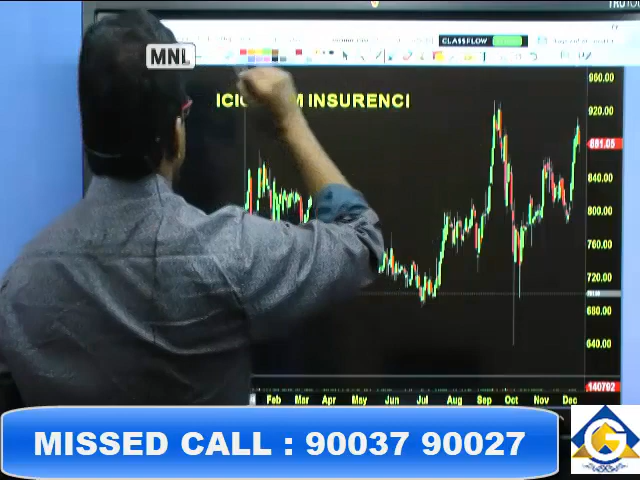 TRUTO
CLASSFLOW
MNL
ICIC M INSURENCI
960.00
920.00
881.05
840.00
800.00
760.00
720.00
680.00
640.00
140792
Feb Mar Apr May Jun Jul Aug Sep Oct Nov Dec
MISSED CALL : 90037 90027
G